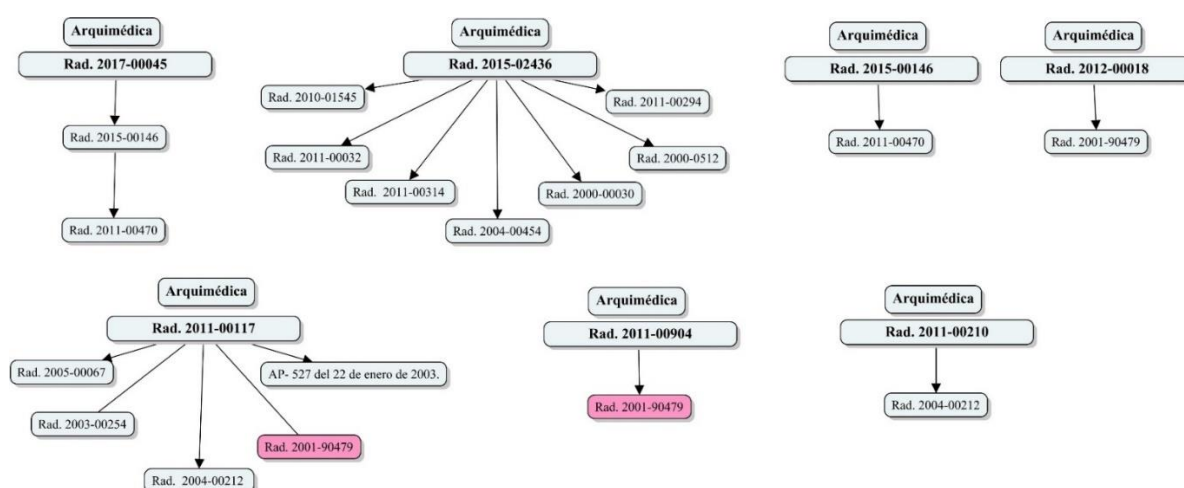 Arquimédica
Rad. 2017-00045
Rad. 2015-00146
Rad. 2011-00470
Arquimédica
Rad. 2015-02436
Rad. 2010-01545
Rad. 2011-00294
Rad. 2011-00032
Rad. 2000-0512
Rad. 2011-00314
Rad. 2000-00030
Rad. 2004-00454
Arquimédica
Rad. 2015-00146
Rad. 2011-00470
Arquimédica
Rad. 2012-00018
Rad. 2001-90479
Arquimédica
Rad. 2011-00117
Rad. 2005-00067
AP- 527 del 22 de enero de 2003.
Rad. 2003-00254
Rad. 2001-90479
Rad. 2004-00212
Arquimédica
Rad. 2011-00904
Rad. 2001-90479
Arquimédica
Rad. 2011-00210
Rad. 2004-00212